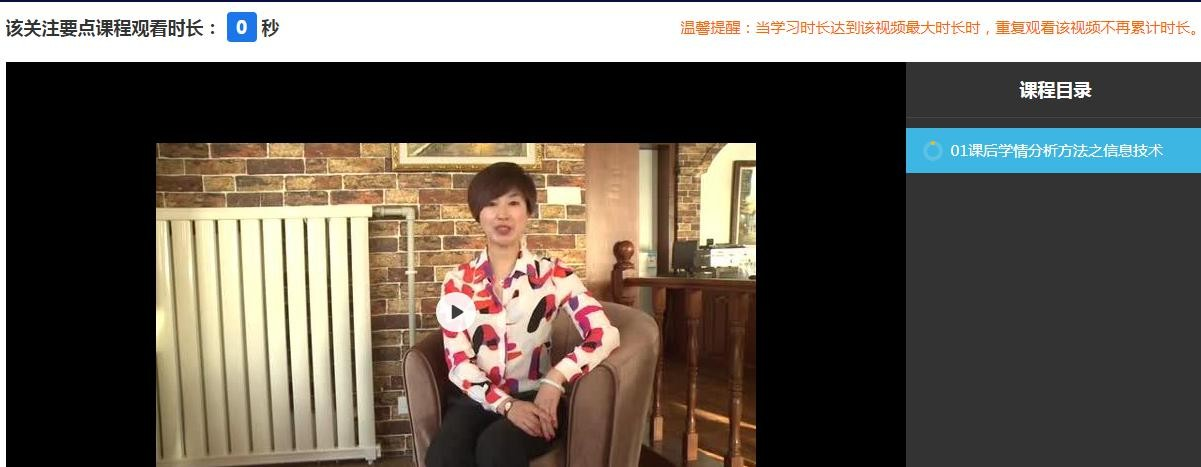 该关注要点课程观看时长： 0 秒
温馨提醒：当学习时长达到该视频最大时长时，重复观看该视频不再累计时长。
课程目录
01课后学情分析方法之信息技术